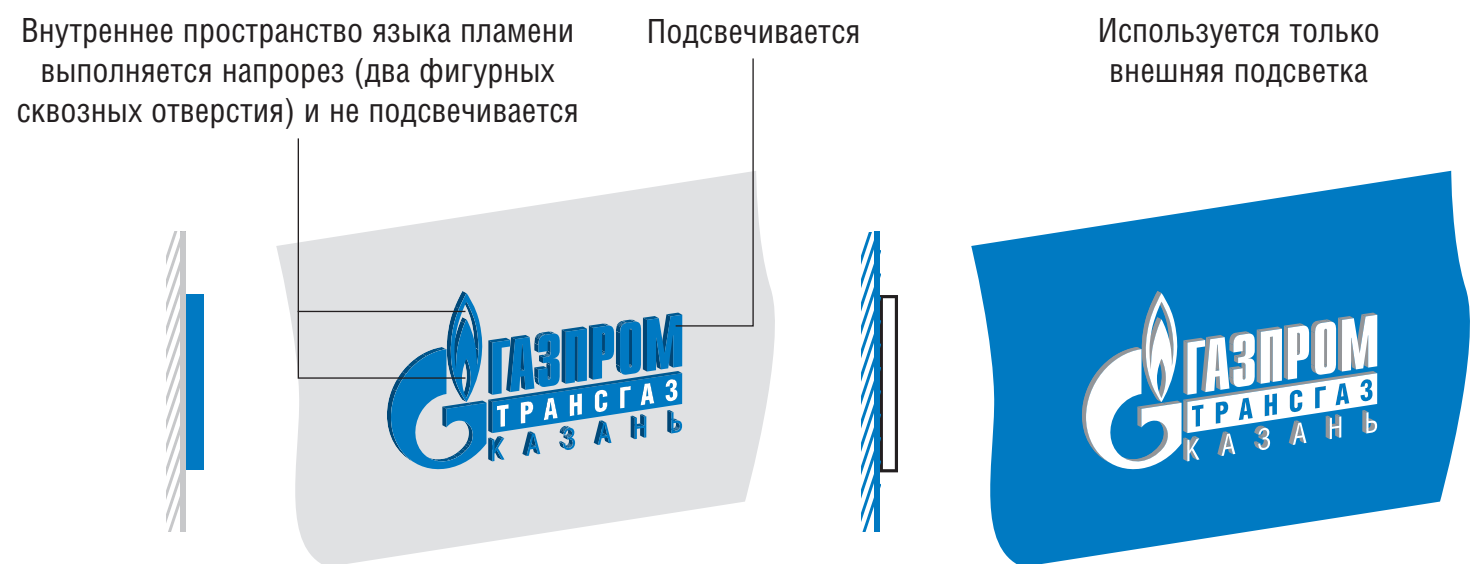 Внутреннее пространство языка пламени
выполняется напрорез (два фигурных
сквозных отверстия) и не подсвечивается
Подсвечивается
Используется только
внешняя подсветка
ГАЗПРОМ
ТРАНСГАЗ
КАЗАНЬ
ГАЗПРОМ
ТРАНСГАЗ
КАЗАНЬ